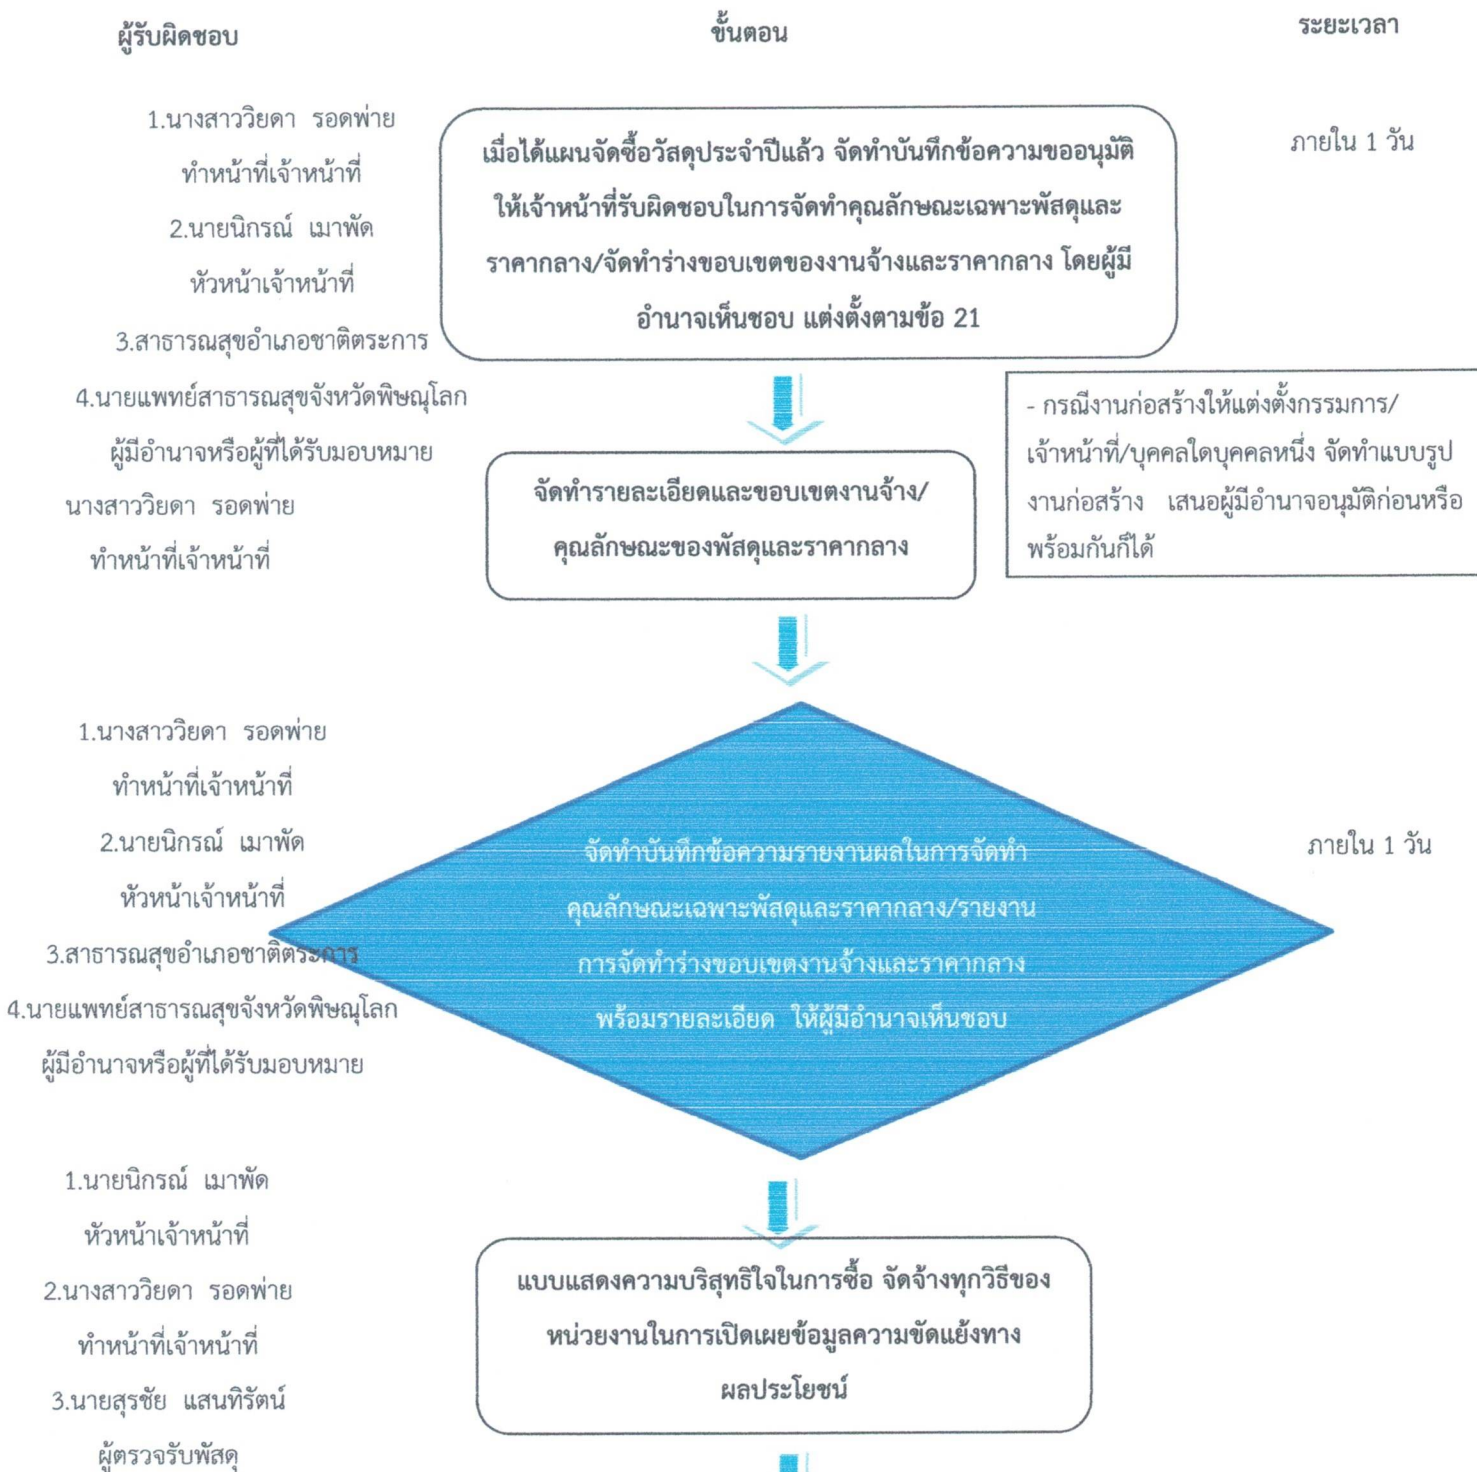 ผู้รับผิดชอบ
ขั้นตอน
ระยะเวลา
1.นางสาววิยดา รอดพ่าย
ทำหน้าที่เจ้าหน้าที่
2.นายนิกรณ์ เมาพัด
หัวหน้าเจ้าหน้าที่
3.สาธารณสุขอำเภอชาติตระการ
4.นายแพทย์สาธารณสุขจังหวัดพิษณุโลก
ผู้มีอำนาจหรือผู้ที่ได้รับมอบหมาย
เมื่อได้แผนจัดซื้อวัสดุประจำปีแล้ว จัดทำบันทึกข้อความขออนุมัติ
ให้เจ้าหน้าที่รับผิดชอบในการจัดทำคุณลักษณะเฉพาะพัสดุและ
ราคากลาง/จัดทำร่างขอบเขตของงานจ้างและราคากลาง โดยผู้มี
อำนาจเห็นชอบ แต่งตั้งตามข้อ 21
ภายใน 1 วัน
นางสาววิยดา รอดพ่าย
ทำหน้าที่เจ้าหน้าที่
จัดทำรายละเอียดและขอบเขตงานจ้าง/
คุณลักษณะของพัสดุและราคากลาง
- กรณีงานก่อสร้างให้แต่งตั้งกรรมการ/
เจ้าหน้าที่/บุคคลใดบุคคลหนึ่ง จัดทำแบบรูป
งานก่อสร้าง เสนอผู้มีอำนาจอนุมัติก่อนหรือ
พร้อมกันก็ได้
1.นางสาววิยดา รอดพ่าย
ทำหน้าที่เจ้าหน้าที่
2.นายนิกรณ์ เมาพัด
หัวหน้าเจ้าหน้าที่
3.สาธารณสุขอำเภอชาติตระการ
4.นายแพทย์สาธารณสุขจังหวัดพิษณุโลก
ผู้มีอำนาจหรือผู้ที่ได้รับมอบหมาย
จัดทำบันทึกข้อความรายงานผลในการจัดทำ
คุณลักษณะเฉพาะพัสดุและราคากลาง/รายงาน
การจัดทำร่างขอบเขตงานจ้างและราคากลาง
พร้อมรายละเอียด ให้ผู้มีอำนาจเห็นชอบ
ภายใน 1 วัน
1.นายนิกรณ์ เมาพัด
หัวหน้าเจ้าหน้าที่
2.นางสาววิยดา รอดพ่าย
ทำหน้าที่เจ้าหน้าที่
3.นายสุรชัย แสนทิรัตน์
ผู้ตรวจรับพัสดุ
แบบแสดงความบริสุทธิใจในการซื้อ จัดจ้างทุกวิธีของ
หน่วยงานในการเปิดเผยข้อมูลความขัดแย้งทาง
ผลประโยชน์